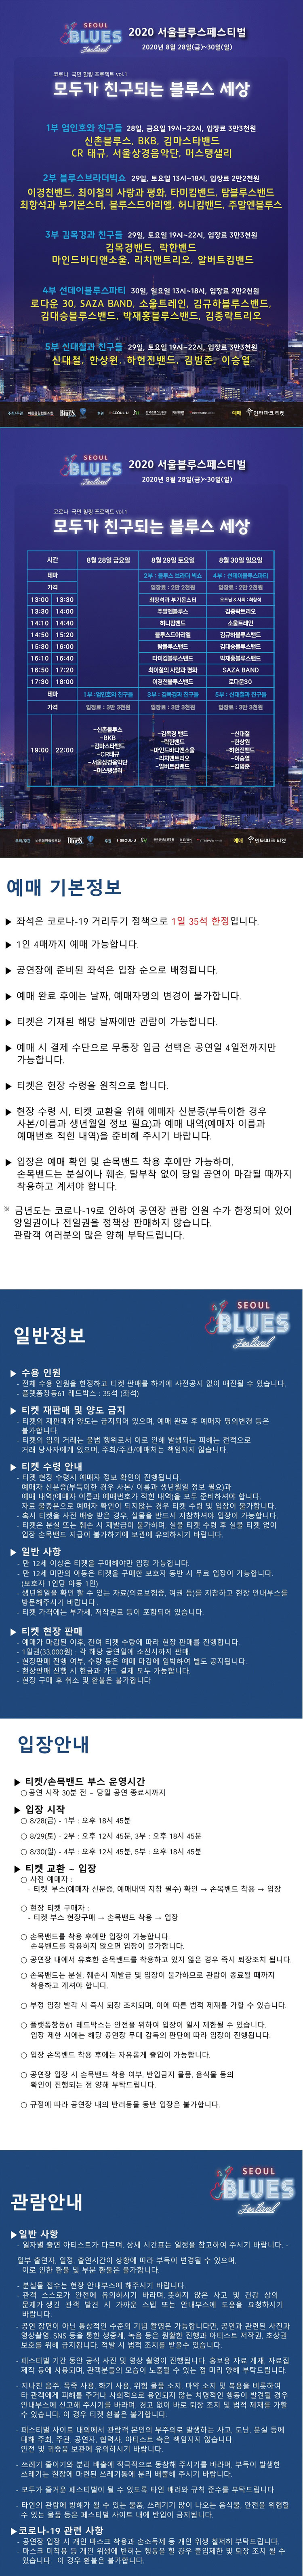 SEOUL
BLUES
Festival
2020 서울블루스페스티벌
2020년 8월 28일(금)~30일(일)
코로나 국민 힐링 프로젝트 vol.1
모두가 친구되는 블루스 세상
1부 엄인호와 친구들 28일, 금요일 19시~22시, 입장료 3만3천원
신촌블루스, BKB, 김마스타밴드
CR 태규, 서울상경음악단, 머스탱샐리
2부 블루스브라더빅쇼 29일, 토요일 13시~18시, 입장료 2만2천원
이경천밴드, 최이철의 사랑과 평화, 타미킴밴드, 탐블루스밴드
최항석과 부기몬스터, 블루스드아리엘, 허니킴밴드, 주말엔블루스
3부 김목경과 친구들 29일, 토요일 19시~22시, 입장료 3만3천원
김목경밴드, 락한밴드
마인드바디앤소울, 리치맨트리오, 얼버트킴밴드
4부 선데이블루스파티 30일, 일요일 13시~18시, 입장료 2만2천원
로다운 30, SAZA BAND, 소울트레인, 김규하블루스밴드,
김대승블루스밴드, 박재홍블루스밴드, 김종락트리오
5부 신대철과 친구들 29일, 토요일 19시~22시, 입장료 3만3천원
신대철, 한상원, 하헌진밴드, 김범준, 이승열
예매 인터파크 티켓
SEOUL
BLUES
Festival
2020 서울블루스페스티벌
2020년 8월 28일(금)~30일(일)
코로나 국민 힐링 프로젝트 vol.1
모두가 친구되는 블루스 세상
시간 8월 28일 금요일 8월 29일 토요일 8월 30일 일요일
테마 2부 : 블루스 브라더 빅쇼 4부 : 선데이블루스파티
가격 입장료 : 2만 2천원 입장료 : 2만 2천원
13:00 13:30 최항석과 부기몬스터 오프닝 & 사회 : 최항석
13:30 14:00 주말엔블루스 김종락트리오
14:10 14:40 허니킴밴드 소울트레인
14:50 15:20 블루스드아리엘 김규하블루스밴드
15:30 16:00 탐블루스밴드 김대승블루스밴드
16:10 16:40 타미킴블루스밴드 박재홍블루스밴드
16:50 17:20 최이철의 사랑과 평화 SAZA BAND
17:30 18:00 이경천블루스밴드 로다운30
테마 1부 :엄인호와 친구들 5부 : 김목경과 친구들 5부 : 신대철과 친구들
가격 입장료 : 3만 3천원 입장료 : 3만 3천원 입장료 : 3만 3천원
19:00 22:00
-신촌블루스
-BKB
-김마스타밴드
-CR태규
-서울상경음악단
-머스탱샐리
-김목경 밴드
-락한밴드
-마인드바디앤소울
-리치맨트리오
-얼버트킴밴드
-신대철
-한상원
-하헌진밴드
-이승열
-김범준
예매 인터파크 티켓
예매 기본정보
▶ 좌석은 코로나-19 거리두기 정책으로 1일 35석 한정입니다.
▶ 1인 4매까지 예매 가능합니다.
▶ 공연장에 준비된 좌석은 입장 순으로 배정됩니다.
▶ 예매 완료 후에는 날짜, 예매자명의 변경이 불가합니다.
▶ 티켓은 기재된 해당 날짜에만 관람이 가능합니다.
▶ 예매 시 결제 수단으로 무통장 입금 선택은 공연일 4일전까지만
가능합니다.
▶ 티켓은 현장 수령을 원칙으로 합니다.
▶ 현장 수령 시, 티켓 교환을 위해 예매자 신분증(부득이한 경우
사본/이름과 생년월일 정보 필요)과 예매 내역(예매자 이름과
예매번호 적힌 내역)을 준비해 주시기 바랍니다.
▶ 입장은 예매 확인 및 손목밴드 착용 후에만 가능하며,
손목밴드는 분실이나 훼손, 탈부착 없이 당일 공연이 마감될 때까지
착용하고 계셔야 합니다.
※ 금년도는 코로나-19로 인하여 공연장 관람 인원 수가 한정되어 있어
양일권이나 전일권을 정책상 판매하지 않습니다.
관람객 여러분의 많은 양해 부탁드립니다.
SEOUL
BLUES
Festival
일반정보
▶ 수용 인원
- 전체 수용 인원을 한정하고 티켓 판매를 하기에 사전공지 없이 매진될 수 있습니다.
- 플랫폼창동61 레드박스 : 35석 (좌석)
▶ 티켓 재판매 및 양도 금지
- 티켓의 재판매와 양도는 금지되어 있으며, 예매 완료 후 예매자 명의변경 등은
불가합니다.
- 티켓의 임의 거래는 불법 행위로서 이로 인해 발생되는 피해는 전적으로
거래 당사자에게 있으며, 주최/주관/예매처는 책임지지 않습니다.
▶ 티켓 수령 안내
- 티켓 현장 수령시 예매자 정보 확인이 진행됩니다.
예매자 신분증(부득이한 경우 사본/ 이름과 생년월일 정보 필요)과
예매 내역(예매자 이름과 예매번호가 적힌 내역)을 모두 준비하셔야 합니다.
자료 불충분으로 예매자 확인이 되지않는 경우 티켓 수령 및 입장이 불가합니다.
- 혹시 티켓을 사전 배송 받은 경우, 실물을 반드시 지참하셔야 입장이 가능합니다.
- 티켓은 분실 또는 훼손 시 재발급이 불가하며, 실물 티켓 수령 후 실물 티켓 없이
입장 손목밴드 지급이 불가하기에 보관에 유의하시기 바랍니다.
▶ 일반 사항
- 만 12세 이상은 티켓을 구매해야만 입장 가능합니다.
- 만 12세 미만의 아동은 티켓을 구매한 보호자 동반 시 무료 입장이 가능합니다.
(보호자 1인당 아동 1인)
- 생년월일을 확인 할 수 있는 자료(의료보험증, 여권 등)를 지참하고 현장 안내부스를
방문해주시기 바랍니다.
- 티켓 가격에는 부가세, 저작권료 등이 포함되어 있습니다.
▶ 티켓 현장 판매
- 예매가 마감된 이후, 잔여 티켓 수량에 따라 현장 판매를 진행합니다.
- 1일권(33,000원) : 각 해당 공연일에 소진시까지 판매,
- 현장판매 진행 여부, 수량 등은 예매 마감에 임박하여 별도 공지됩니다.
- 현장판매 진행 시 현금과 카드 결제 모두 가능합니다.
- 현장 구매 후 취소 및 환불은 불가합니다
입장안내
▶ 티켓/손목밴드 부스 운영시간
○ 공연 시작 30분 전 ~ 당일 공연 종료시까지
▶ 입장 시작
○ 8/28(금) - 1부 : 오후 18시 45분
○ 8/29(토) - 2부 : 오후 12시 45분, 3부 : 오후 18시 45분
○ 8/30(일) - 4부 : 오후 12시 45분, 5부 : 오후 18시 45분
▶ 티켓 교환 ~ 입장
○ 사전 예매자 :
- 티켓 부스(예매자 신분증, 예매내역 지참 필수) 확인 → 손목밴드 착용 → 입장
○ 현장 티켓 구매자 :
- 티켓 부스 현장구매 → 손목밴드 착용 → 입장
○ 손목밴드를 착용 후에만 입장이 가능합니다.
손목밴드를 착용하지 않으면 입장이 불가합니다.
○ 공연장 내에서 유효한 손목밴드를 착용하고 있지 않은 경우 즉시 퇴장조치 됩니다.
○ 손목밴드는 분실, 훼손시 재발급 및 입장이 불가하므로 관람이 종료될 때까지
착용하고 계셔야 합니다.
○ 부정 입장 발각 시 즉시 퇴장 조치되며, 이에 따른 법적 제재를 가할 수 있습니다.
○ 플랫폼창동61 레드박스는 안전을 위하여 입장이 일시 제한될 수 있습니다.
입장 제한 시에는 해당 공연장 무대 감독의 판단에 따라 입장이 진행됩니다.
○ 입장 손목밴드 착용 후에는 자유롭게 출입이 가능합니다.
○ 공연장 입장 시 손목밴드 착용 여부, 반입금지 물품, 음식물 등의
확인이 진행되는 점 양해 부탁드립니다.
○ 규정에 따라 공연장 내의 반려동물 동반 입장은 불가합니다.
SEOUL
BLUES
Festival
관람안내
▶일반 사항
- 일자별 출연 아티스트가 다르며, 상세 시간표는 일정을 참고하여 주시기 바랍니다. -
일부 출연자, 일정, 출연시간이 상황에 따라 부득이 변경될 수 있으며,
이로 인한 환불 및 부분 환불은 불가합니다.
- 분실물 접수는 현장 안내부스에 해주시기 바랍니다.
- 관객 스스로가 안전에 유의하시기 바라며, 뜻하지 않은 사고 및 건강 상의
문제가 생긴 관객 발견 시 가까운 스탭 또는 안내부스에 도움을 요청하시기
바랍니다.
- 공연 장면이 아닌 통상적인 수준의 기념 촬영은 가능합니다만, 공연과 관련된 사진과
영상촬영, SNS 등을 통한 생중계, 녹음 등은 원활한 진행과 아티스트 저작권, 초상권
보호를 위해 금지됩니다. 적발 시 법적 조치를 받을수 있습니다.
- 페스티벌 기간 동안 공식 사진 및 영상 촬영이 진행됩니다. 홍보용 자료 게재, 자료집
제작 등에 사용되며, 관객분들의 모습이 노출될 수 있는 점 미리 양해 부탁드립니다.
- 지나친 음주, 폭죽 사용, 화기 사용, 위험 물품 소지, 마약 소지 및 복용을 비롯하여
타 관객에게 피해를 주거나 사회적으로 용인되지 않는 치명적인 행동이 발견될 경우
안내부스에 신고해 주시기를 바라며, 경고 없이 바로 퇴장 조치 및 법적 제재를 가할
수 있습니다. 이 경우 티켓 환불은 불가합니다.
- 페스티벌 사이트 내외에서 관람객 본인의 부주의로 발생하는 사고, 도난, 분실 등에
대해 주최, 주관, 공연자, 협력사, 아티스트 측은 책임지지 않습니다.
안전 및 귀중품 보관에 유의하시기 바랍니다.
- 쓰레기 줄이기와 분리 배출에 적극적으로 동참해 주시기를 바라며, 부득이 발생한
쓰레기는 현장에 마련된 쓰레기통에 분리 배출해 주시기 바랍니다.
- 모두가 즐거운 페스티벌이 될 수 있도록 타인 배려와 규칙 준수를 부탁드립니다
- 타인의 관람에 방해가 될 수 있는 물품, 쓰레기기 많이 나오는 음식물, 안전을 위협할
수 있는 물품 등은 페스티벌 사이트 내에 반입이 금지됩니다.
▶코로나-19 관련 사항
- 공연장 입장 시 개인 마스크 착용과 손소독제 등 개인 위생 철저히 부탁드립니다.
- 마스크 미착용 등 개인 위생에 반하는 행동을 할 경우 출입제한 및 퇴장 조치 될 수
있습니다. 이 경우 환불은 불가합니다.